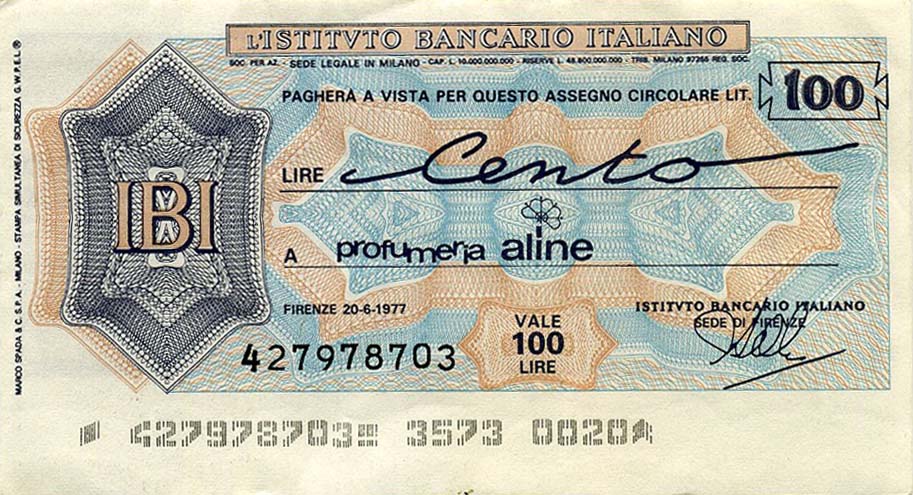 L'ISTITVTO BANCARIO ITALIANO
SOC. PER AZ. SEDE LEGALE IN MILANO - CAP. L. 10.000.000.000 - RISERVE L. 48.800.000.000 - TRIB. MILANO 97255 REG. SOC.
PAGHERÀ A VISTA PER QUESTO ASSEGNO CIRCOLARE LIT. 100
LIRE Cento
IBI
A profumeria aline
FIRENZE 20-6-1977
ISTITVTO BANCARIO ITALIANO
SEDE DI FIRENZE
VALE
100
LIRE
427978703
427978703 3573 0020
MARCO SPADA & C. S.P.A. - MILANO - STAMPA SIMULTANEA DI SICUREZZA G.W.P.E.L.®